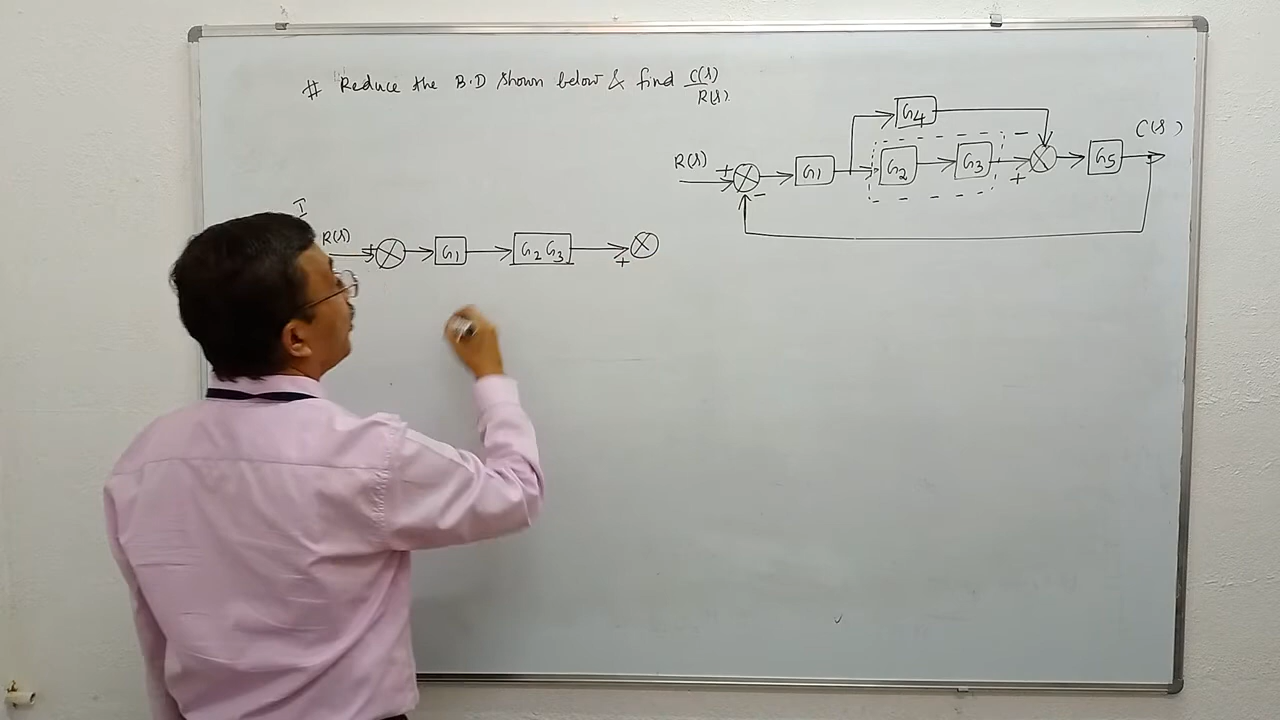 # Reduce the B.D shown below & find C(s)
R(s).
G4
C(s)
R(s) + - G1 G2 G3 + - G5
I
R(s) + G1 G2 G3 +